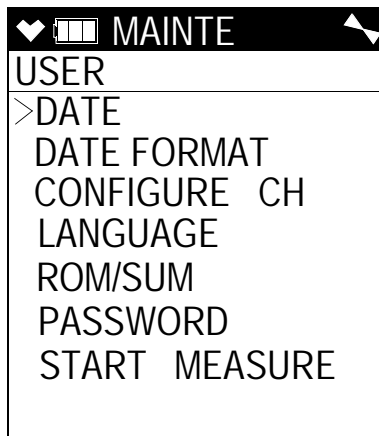 MAINTE
USER
>DATE
DATE FORMAT
CONFIGURE CH
LANGUAGE
ROM/SUM
PASSWORD
START MEASURE